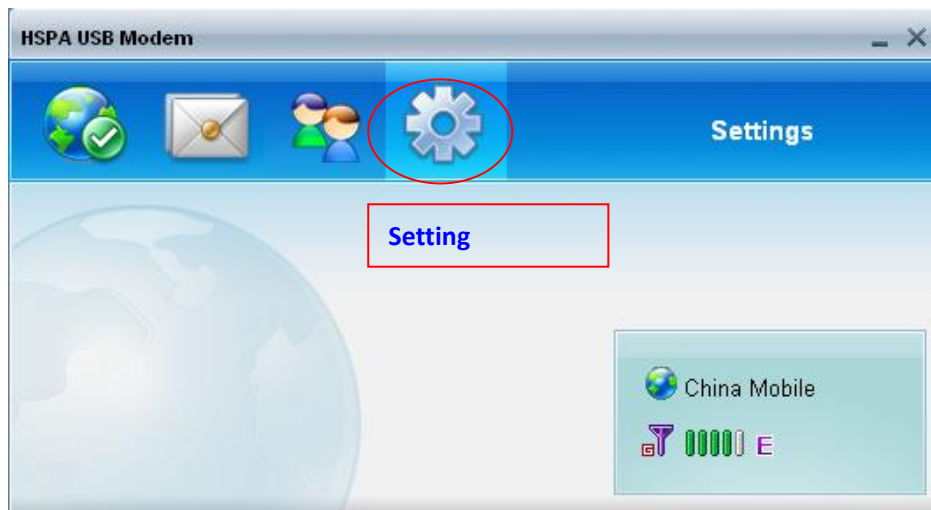 HSPA USB Modem
Settings
Setting
China Mobile
G E